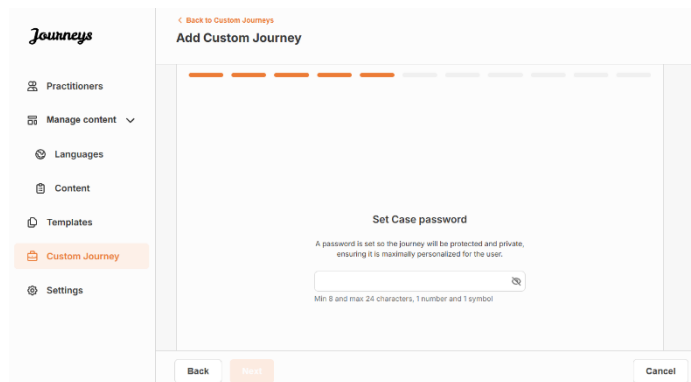 Journeys
Back to Custom Journeys
Add Custom Journey
Practitioners
Manage content
Languages
Content
Templates
Custom Journey
Settings
Set Case password
A password is set so the journey will be protected and private,
ensuring it is maximally personalized for the user.
Min 8 and max 24 characters, 1 number and 1 symbol
Back
Next
Cancel